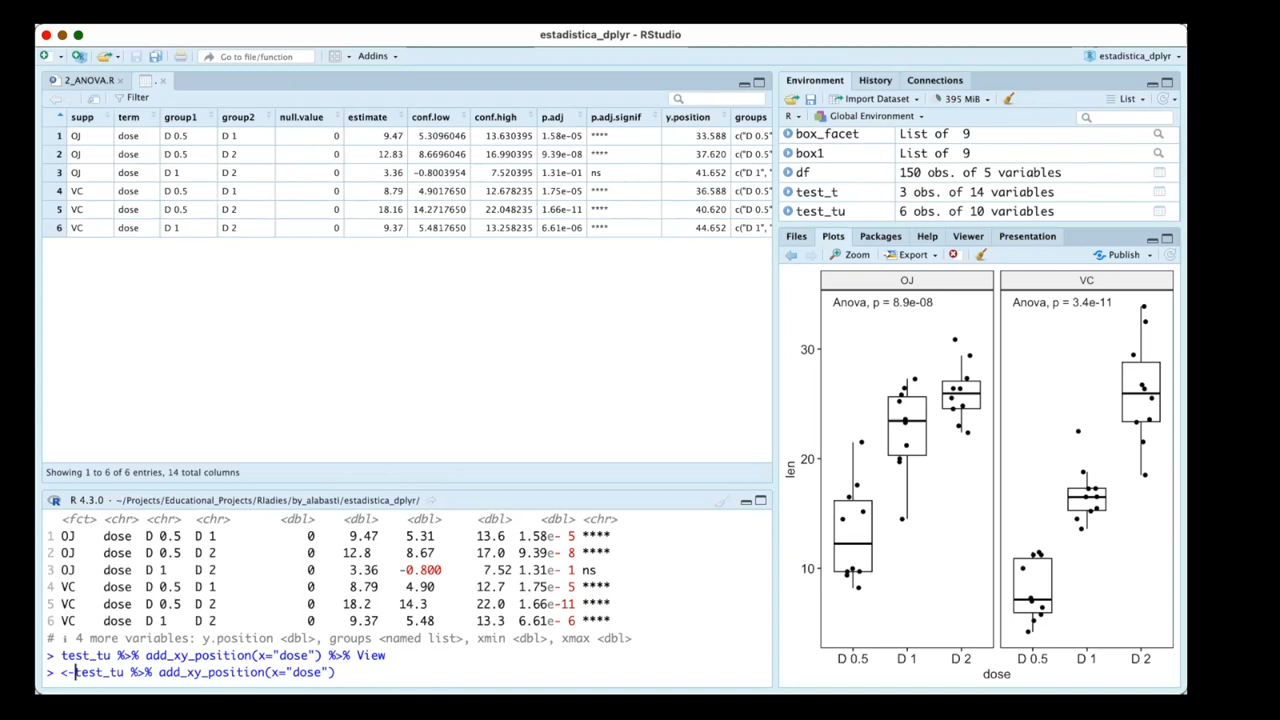 estadistica_dplyr - RStudio
Go to file/function
Addins
estadistica_dplyr
2_ANOVA.R
.
Filter
supp term group1 group2 null.value estimate conf.low conf.high p.adj p.adj.signif y.position groups
1 OJ dose D 0.5 D 1 0 9.47 5.3096046 13.630395 1.58e-05 **** 33.588 c("D 0.5"
2 OJ dose D 0.5 D 2 0 12.83 8.6696046 16.990395 9.39e-08 **** 37.620 c("D 0.5"
3 OJ dose D 1 D 2 0 3.36 -0.8003954 7.520395 1.31e-01 ns 41.652 c("D 1", "
4 VC dose D 0.5 D 1 0 8.79 4.9017650 12.678235 1.75e-05 **** 36.588 c("D 0.5"
5 VC dose D 0.5 D 2 0 18.16 14.2717650 22.048235 1.66e-11 **** 40.620 c("D 0.5"
6 VC dose D 1 D 2 0 9.37 5.4817650 13.258235 6.61e-06 **** 44.652 c("D 1", "
Showing 1 to 6 of 6 entries, 14 total columns
R 4.3.0 · ~/Projects/Educational_Projects/Rladies/by_alabasti/estadistica_dplyr/
<fct> <chr> <chr> <chr> <dbl> <dbl> <dbl> <dbl> <dbl> <chr>
1 OJ dose D 0.5 D 1 0 9.47 5.31 13.6 1.58e- 5 ****
2 OJ dose D 0.5 D 2 0 12.8 8.67 17.0 9.39e- 8 ****
3 OJ dose D 1 D 2 0 3.36 -0.800 7.52 1.31e- 1 ns
4 VC dose D 0.5 D 1 0 8.79 4.90 12.7 1.75e- 5 ****
5 VC dose D 0.5 D 2 0 18.2 14.3 22.0 1.66e-11 ****
6 VC dose D 1 D 2 0 9.37 5.48 13.3 6.61e- 6 ****
# ℹ 4 more variables: y.position <dbl>, groups <named list>, xmin <dbl>, xmax <dbl>
> test_tu %>% add_xy_position(x="dose") %>% View
> <-test_tu %>% add_xy_position(x="dose")
Environment History Connections
Import Dataset 395 MiB List
R Global Environment
box_facet List of 9
box1 List of 9
df 150 obs. of 5 variables
test_t 3 obs. of 14 variables
test_tu 6 obs. of 10 variables
Files Plots Packages Help Viewer Presentation
Zoom Export Publish
OJ VC
Anova, p = 8.9e-08 Anova, p = 3.4e-11
30
20
10
len
D 0.5 D 1 D 2 D 0.5 D 1 D 2
dose